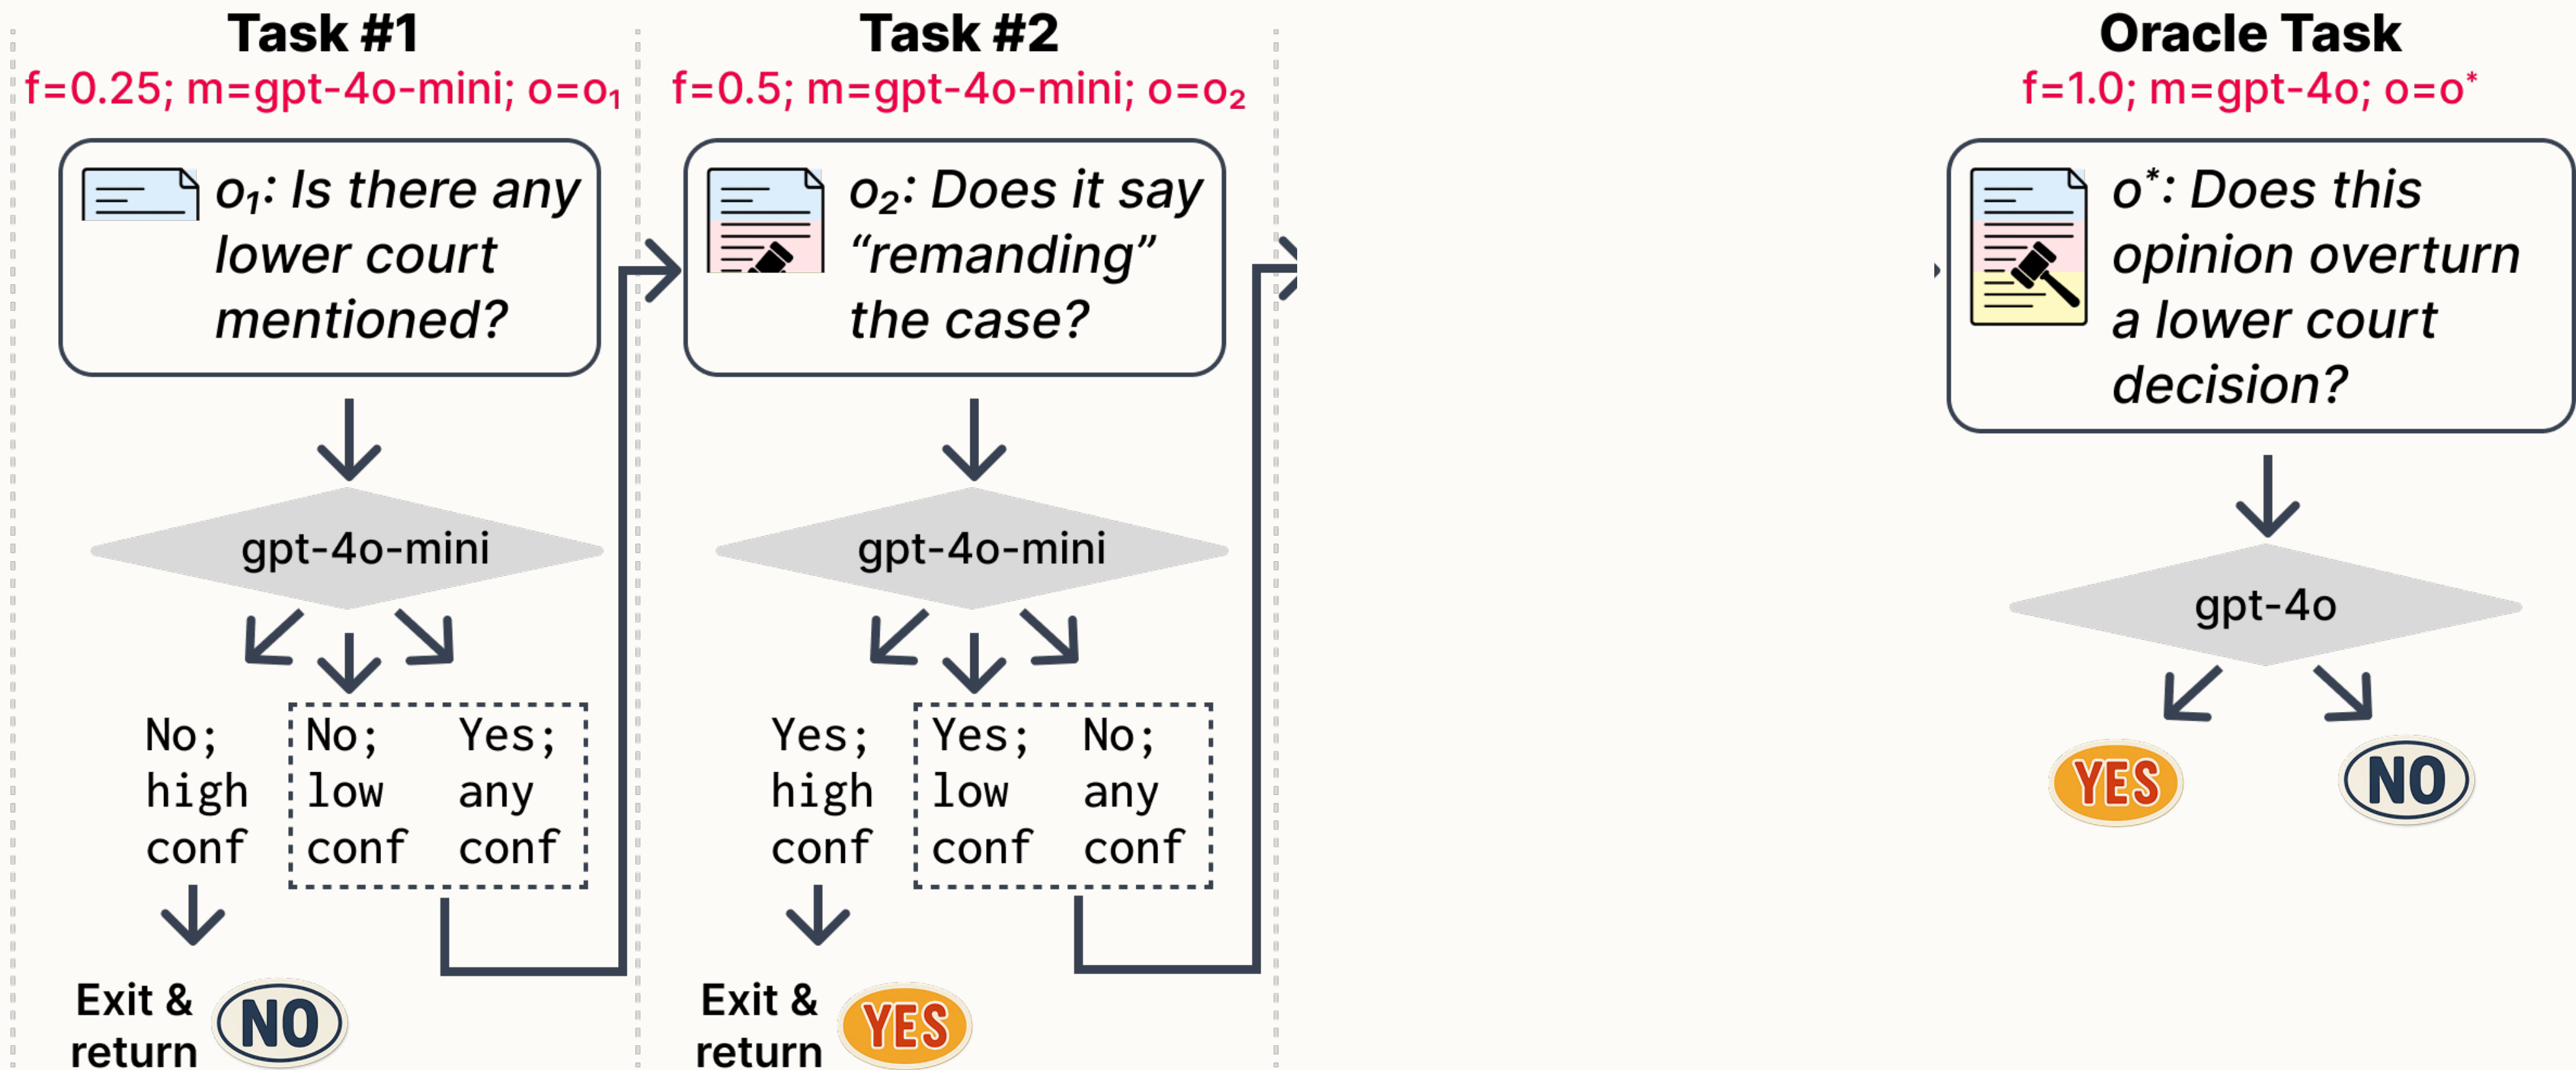 Task #1
f=0.25; m=gpt-4o-mini; o=o₁
o₁: Is there any
lower court
mentioned?
gpt-4o-mini
No;
high
conf
No;
low
conf
Yes;
any
conf
Exit &
return
NO
Task #2
f=0.5; m=gpt-4o-mini; o=o₂
o₂: Does it say
“remanding”
the case?
gpt-4o-mini
Yes;
high
conf
Yes;
low
conf
No;
any
conf
Exit &
return
YES
Oracle Task
f=1.0; m=gpt-4o; o=o*
o*: Does this
opinion overturn
a lower court
decision?
gpt-4o
YES
NO